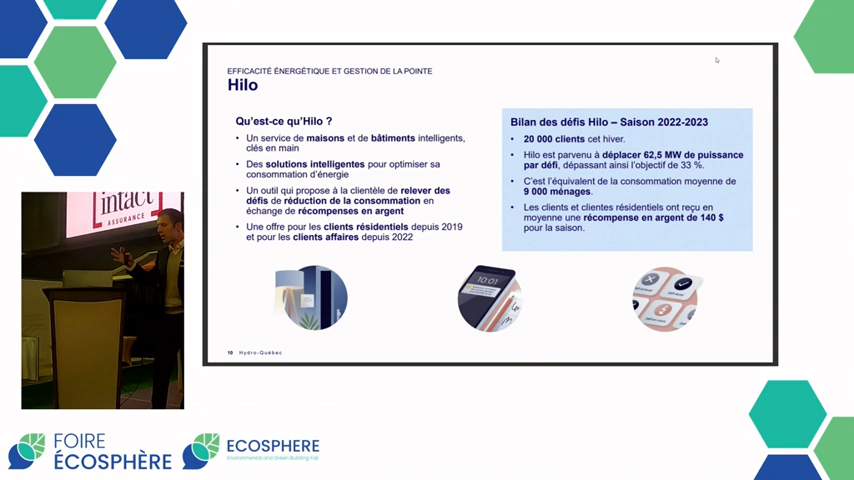 EFFICACITÉ ÉNERGÉTIQUE ET GESTION DE LA POINTE
Hilo
Qu'est-ce qu'Hilo ?
• Un service de maisons et de bâtiments intelligents,
clés en main
• Des solutions intelligentes pour optimiser sa
consommation d'énergie
• Un outil qui propose à la clientèle de relever des
défis de réduction de la consommation en
échange de récompenses en argent
• Une offre pour les clients résidentiels depuis 2019
et pour les clients affaires depuis 2022
Bilan des défis Hilo – Saison 2022-2023
• 20 000 clients cet hiver.
• Hilo est parvenu à déplacer 62,5 MW de puissance
par défi, dépassant ainsi l'objectif de 33 %.
• C'est l'équivalent de la consommation moyenne de
9 000 ménages.
• Les clients et clientes résidentiels ont reçu en
moyenne une récompense en argent de 140 $
pour la saison.
10:01
10 Hydro-Québec
intact
ASSURANCE
FOIRE
ÉCOSPHÈRE
ECOSPHERE
Environmental and Green Building Fair